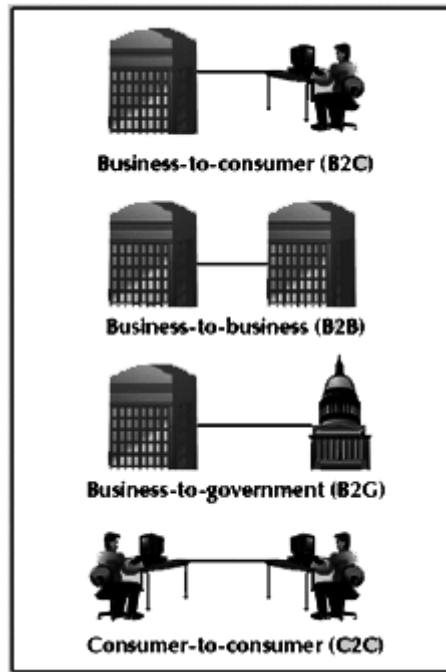 Business-to-consumer (B2C)
Business-to-business (B2B)
Business-to-government (B2G)
Consumer-to-consumer (C2C)